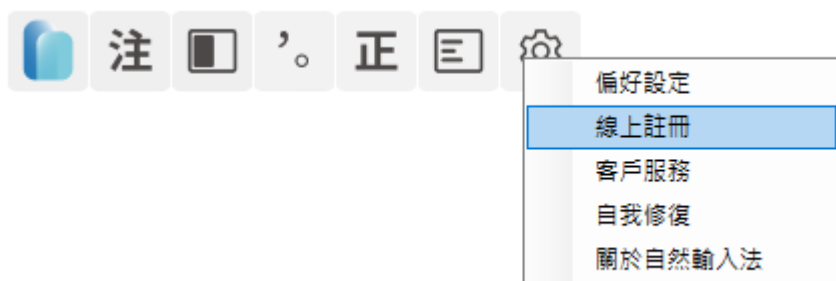 注 ，。 正
偏好設定
線上註冊
客戶服務
自我修復
關於自然輸入法